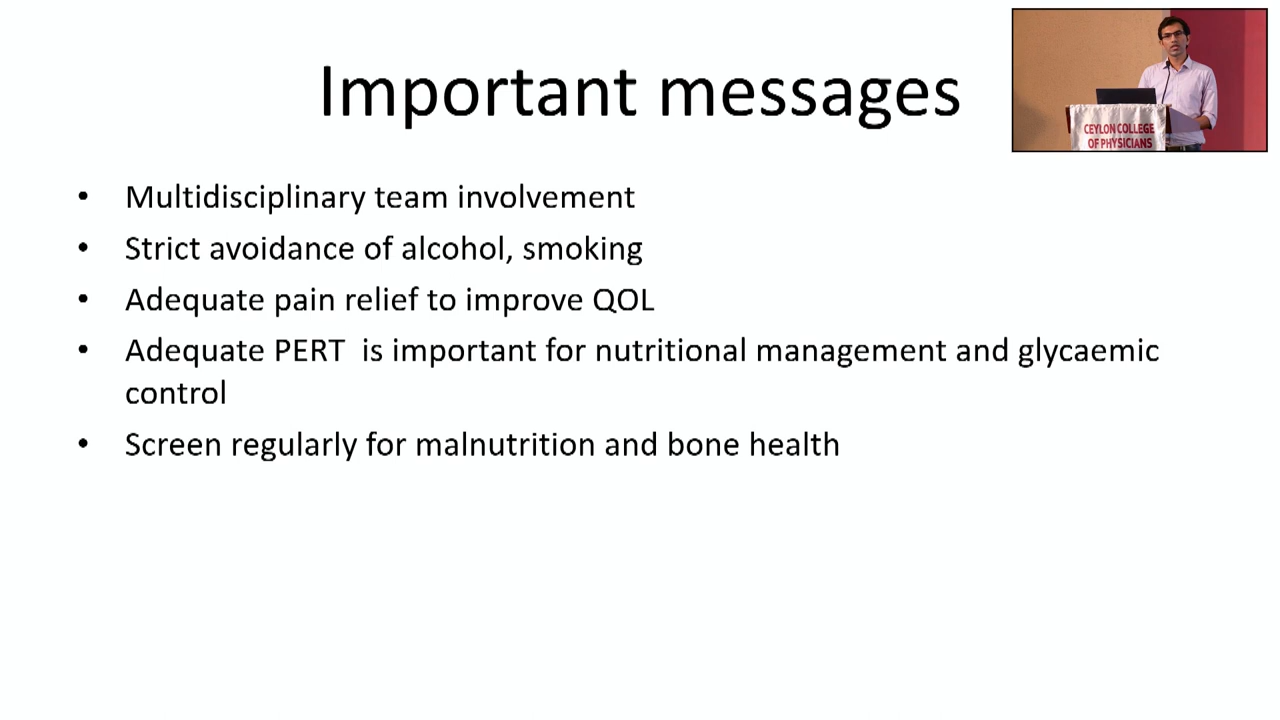 Important messages
CEYLON COLLEGE
OF PHYSICIANS
• Multidisciplinary team involvement
• Strict avoidance of alcohol, smoking
• Adequate pain relief to improve QOL
• Adequate PERT  is important for nutritional management and glycaemic
control
• Screen regularly for malnutrition and bone health